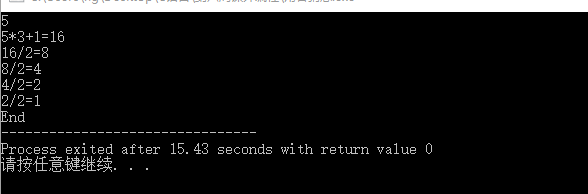 5
5*3+1=16
16/2=8
8/2=4
4/2=2
2/2=1
End
--------------------------------
Process exited after 15.43 seconds with return value 0
请按任意键继续. . .